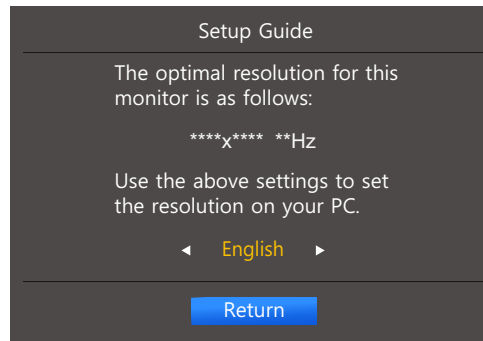 Setup Guide
The optimal resolution for this
monitor is as follows:
****x**** **Hz
Use the above settings to set
the resolution on your PC.
English
Return